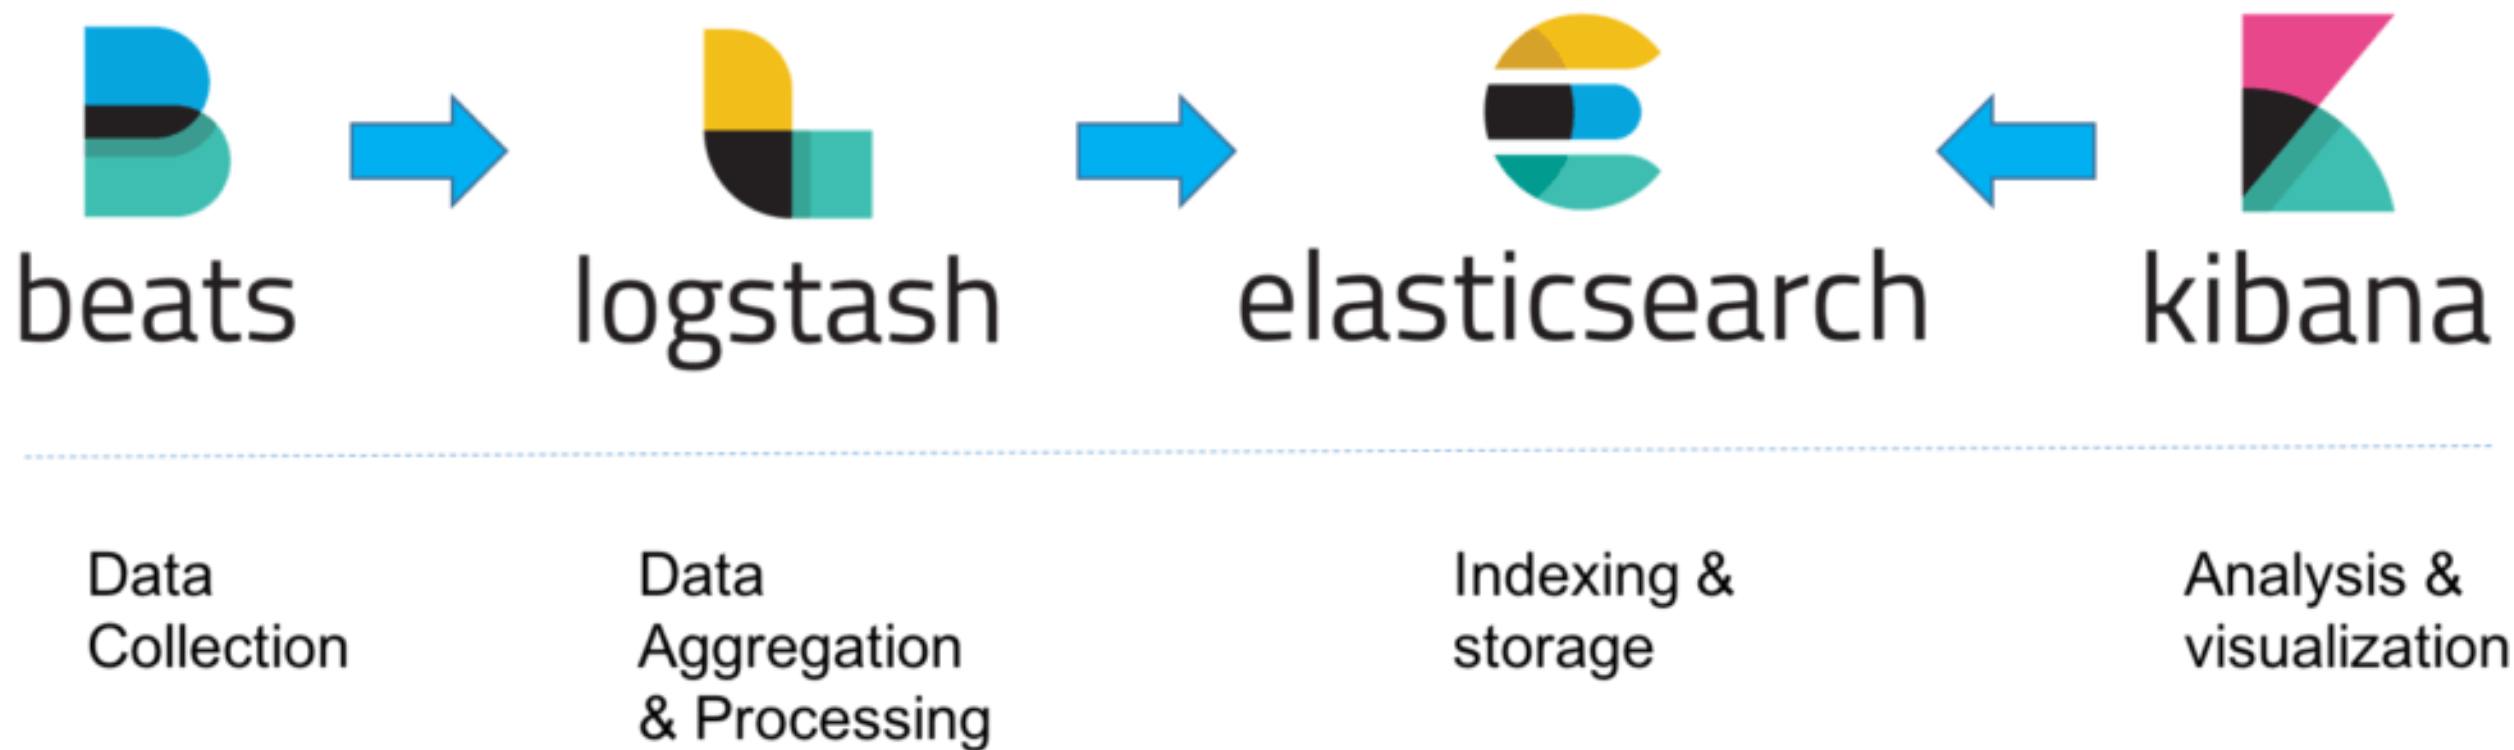 beats
logstash
elasticsearch
kibana
Data
Collection
Data
Aggregation
& Processing
Indexing &
storage
Analysis &
visualization